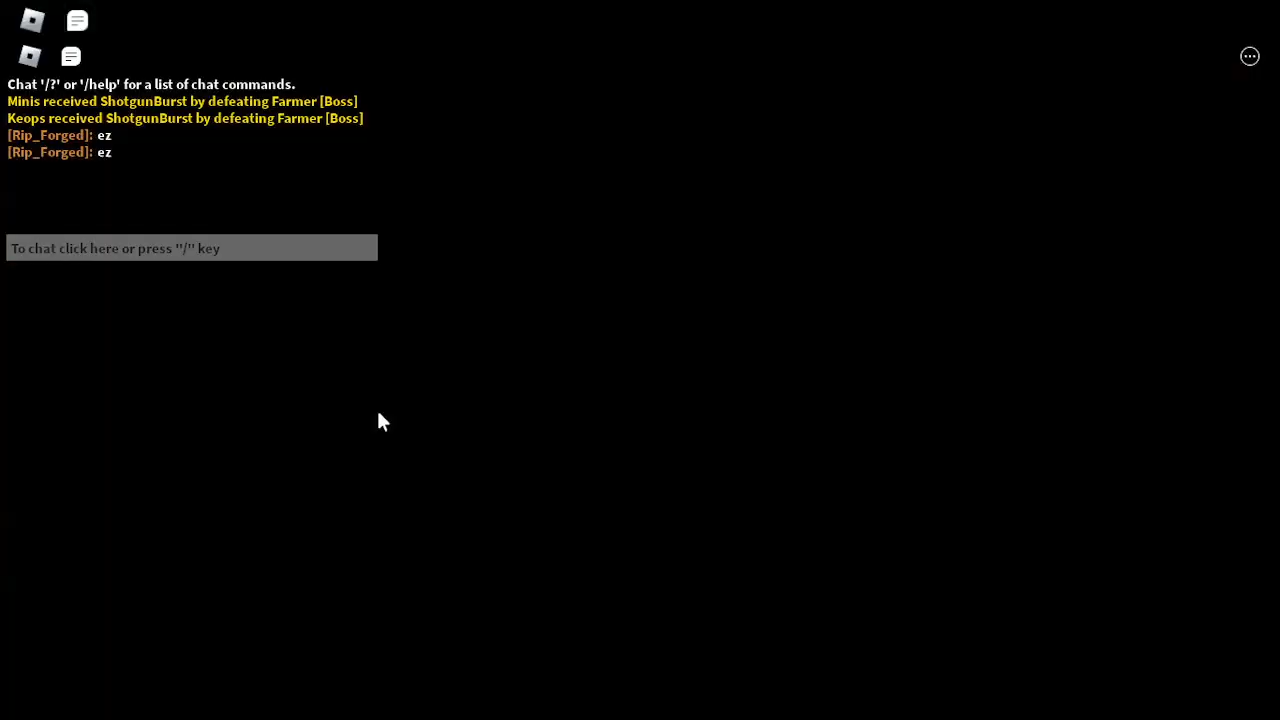 Chat '/?' or '/help' for a list of chat commands.
Minis received ShotgunBurst by defeating Farmer [Boss]
Keops received ShotgunBurst by defeating Farmer [Boss]
[Rip_Forged]: ez
[Rip_Forged]: ez
To chat click here or press "/" key